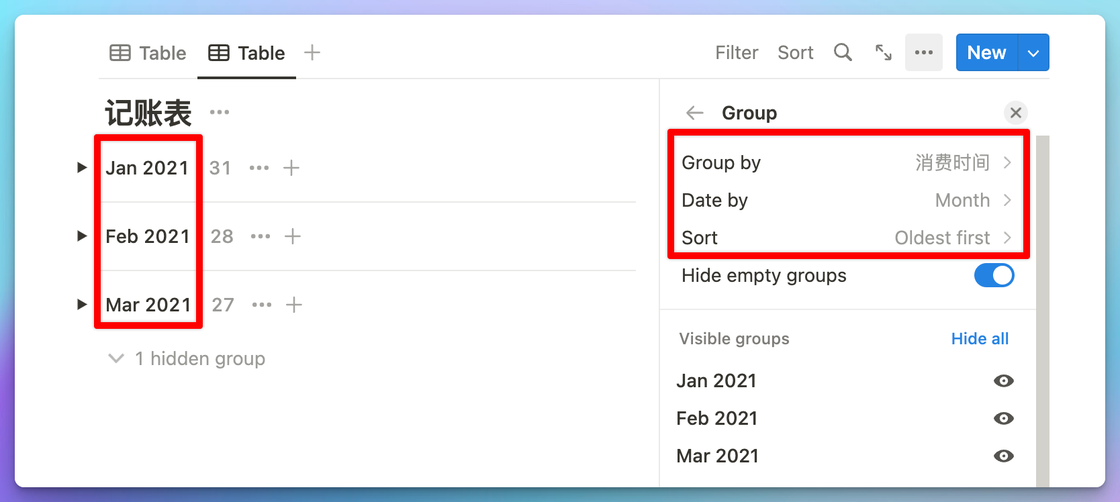 Table Table Filter Sort New
记账表
Jan 2021 31
Feb 2021 28
Mar 2021 27
1 hidden group
Group
Group by 消费时间
Date by Month
Sort Oldest first
Hide empty groups
Visible groups Hide all
Jan 2021
Feb 2021
Mar 2021